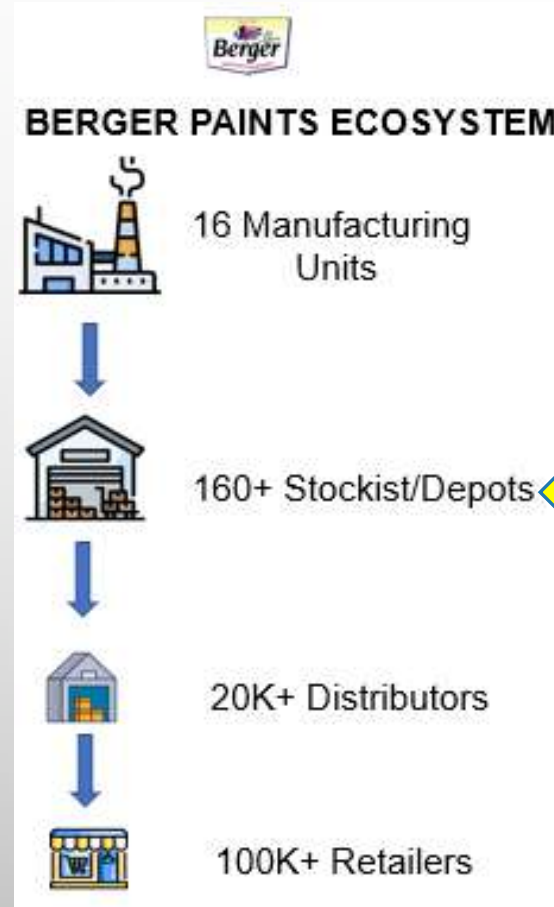 Berger
BERGER PAINTS ECOSYSTEM
16 Manufacturing
Units
160+ Stockist/Depots
20K+ Distributors
100K+ Retailers